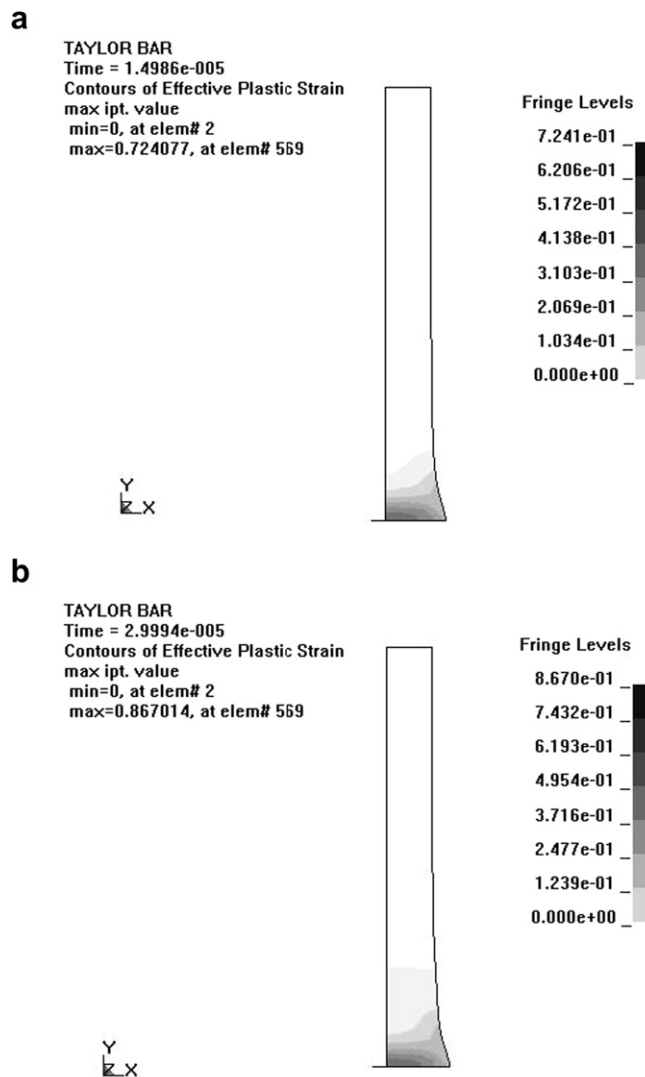 a
TAYLOR BAR
Time = 1.4986e-005
Contours of Effective Plastic Strain
max ipt. value
min=0, at elem# 2
max=0.724077, at elem# 569
Fringe Levels
7.241e-01
6.206e-01
5.172e-01
4.138e-01
3.103e-01
2.069e-01
1.034e-01
0.000e+00
Y
Z X
b
TAYLOR BAR
Time = 2.9994e-005
Contours of Effective Plastic Strain
max ipt. value
min=0, at elem# 2
max=0.867014, at elem# 569
Fringe Levels
8.670e-01
7.432e-01
6.193e-01
4.954e-01
3.716e-01
2.477e-01
1.239e-01
0.000e+00
Y
Z X